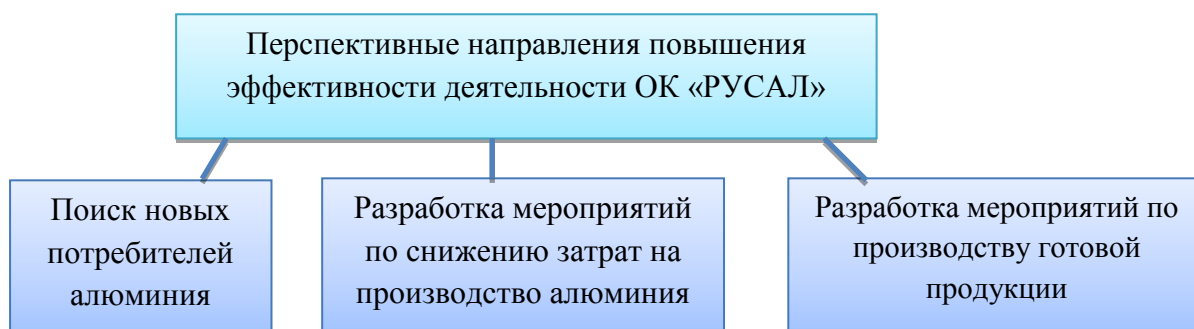 Перспективные направления повышения
эффективности деятельности ОК «РУСАЛ»
Поиск новых
потребителей
алюминия
Разработка мероприятий
по снижению затрат на
производство алюминия
Разработка мероприятий по
производству готовой
продукции